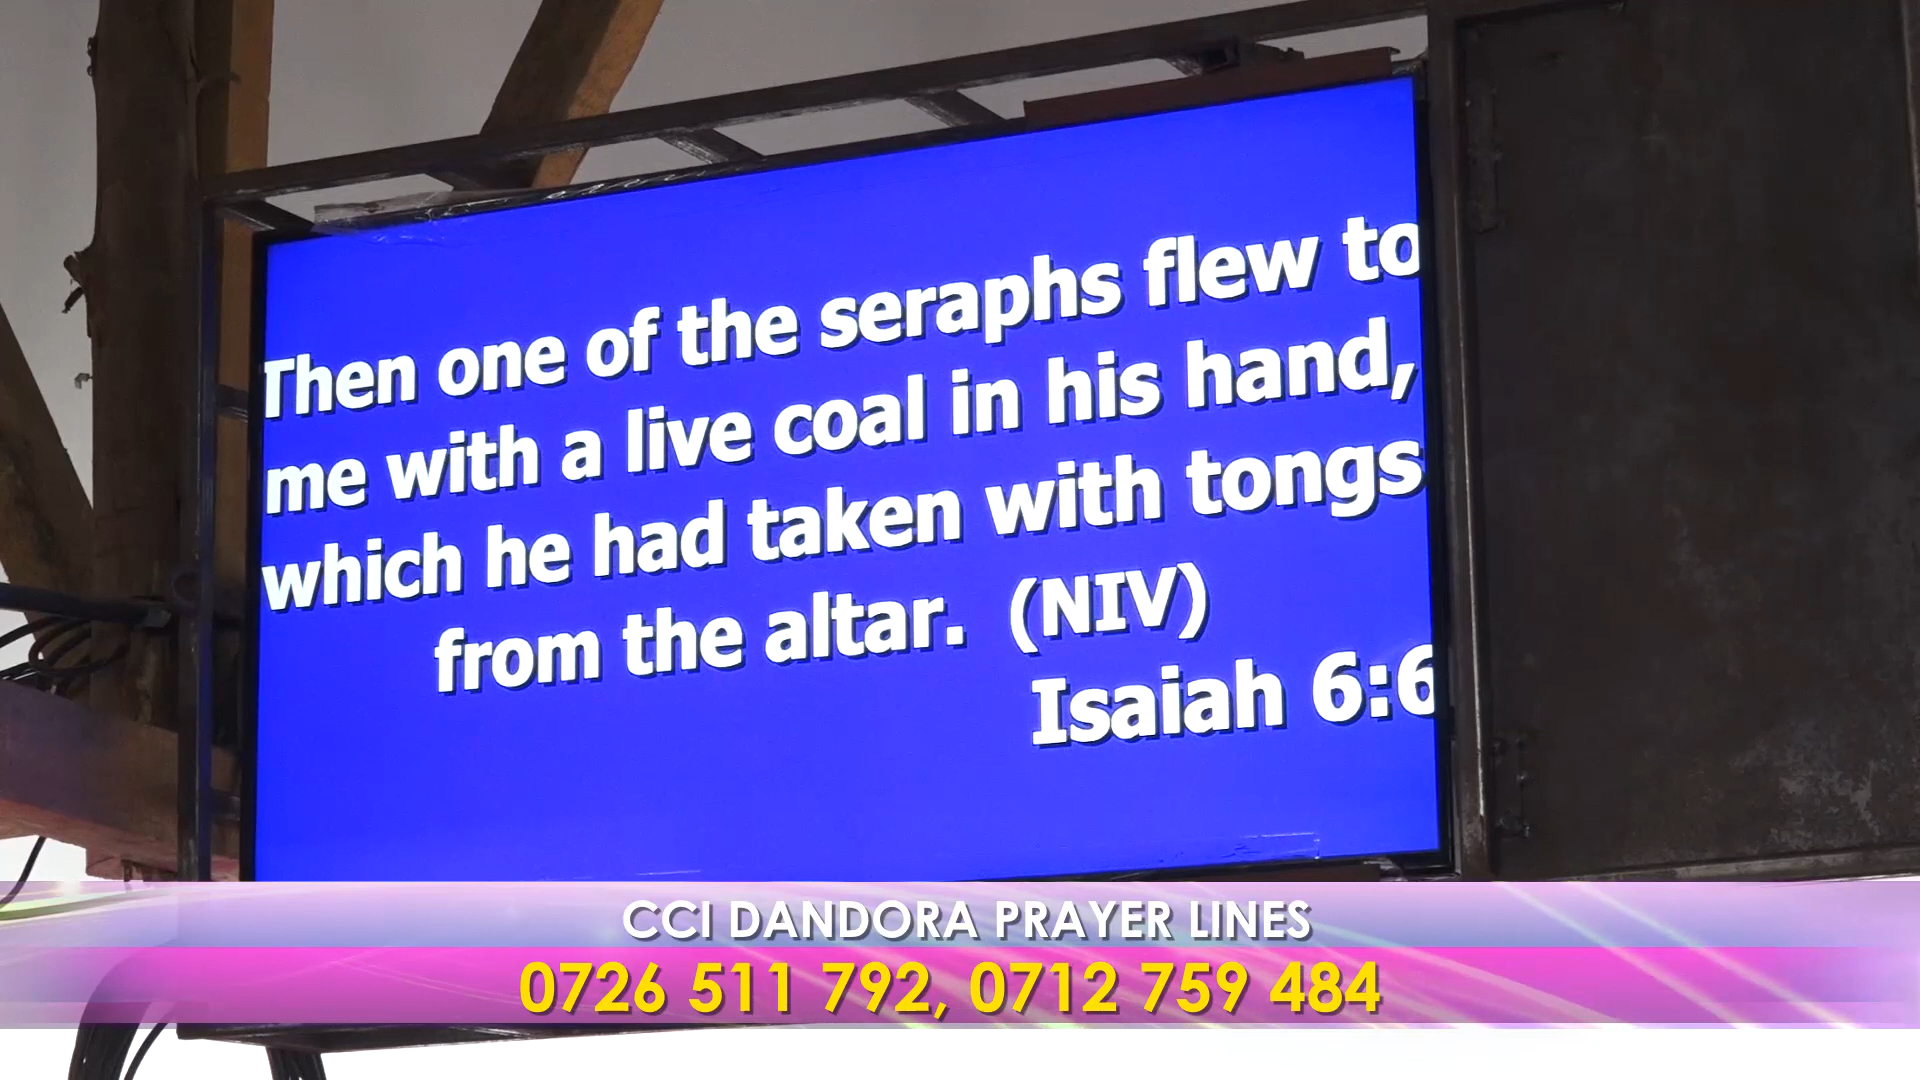 Then one of the seraphs flew to
me with a live coal in his hand,
which he had taken with tongs
from the altar. (NIV)
Isaiah 6:6
CCI DANDORA PRAYER LINES
0726 511 792, 0712 759 484